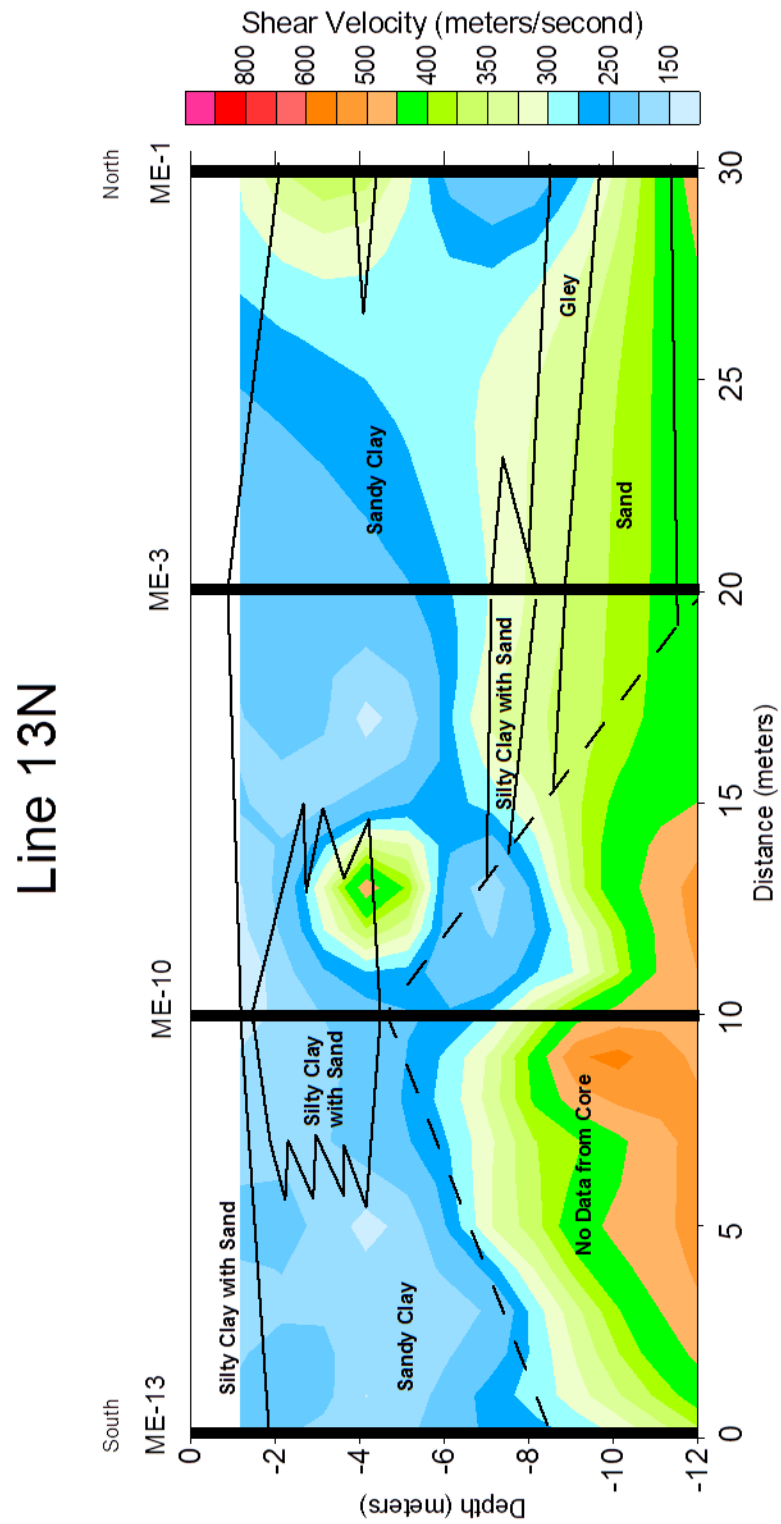 Line 13N
South
North
ME-13
ME-10
ME-3
ME-1
Shear Velocity (meters/second)
800
600
500
400
350
300
250
150
-0
-2
-4
-6
-8
-10
-12
Depth (meters)
Silty Clay with Sand
Silty Clay
with Sand
Sandy Clay
No Data from Core
Silty Clay with Sand
Sandy Clay
Gley
Sand
0
5
10
15
20
25
30
Distance (meters)